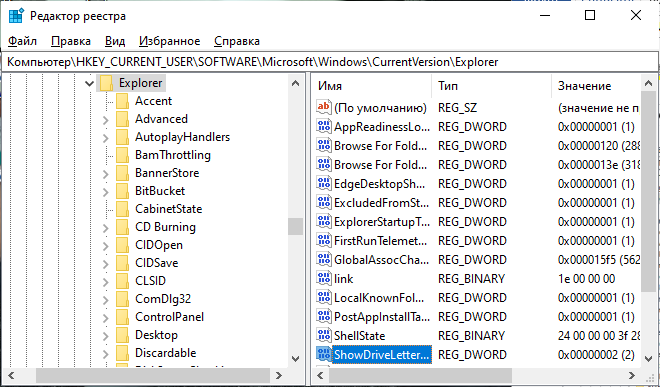 Редактор реестра
Файл Правка Вид Избранное Справка
Компьютер\HKEY_CURRENT_USER\SOFTWARE\Microsoft\Windows\CurrentVersion\Explorer
Explorer
Accent
Advanced
AutoplayHandlers
BamThrottling
BannerStore
BitBucket
CabinetState
CD Burning
CIDOpen
CIDSave
CLSID
ComDlg32
ControlPanel
Desktop
Discardable
Имя Тип Значение
(По умолчанию) REG_SZ (значение не п
AppReadinessLo... REG_DWORD 0x00000001 (1)
Browse For Fold... REG_DWORD 0x00000120 (288
Browse For Fold... REG_DWORD 0x0000013e (318
EdgeDesktopSh... REG_DWORD 0x00000001 (1)
ExcludedFromSt... REG_DWORD 0x00000001 (1)
ExplorerStartupT... REG_DWORD 0x00000001 (1)
FirstRunTelemet... REG_DWORD 0x00000001 (1)
GlobalAssocCha... REG_DWORD 0x000015f5 (562
link REG_BINARY 1e 00 00 00
LocalKnownFol... REG_DWORD 0x00000001 (1)
PostAppInstallTa... REG_DWORD 0x00000001 (1)
ShellState REG_BINARY 24 00 00 00 3f 28
ShowDriveLetter... REG_DWORD 0x00000002 (2)